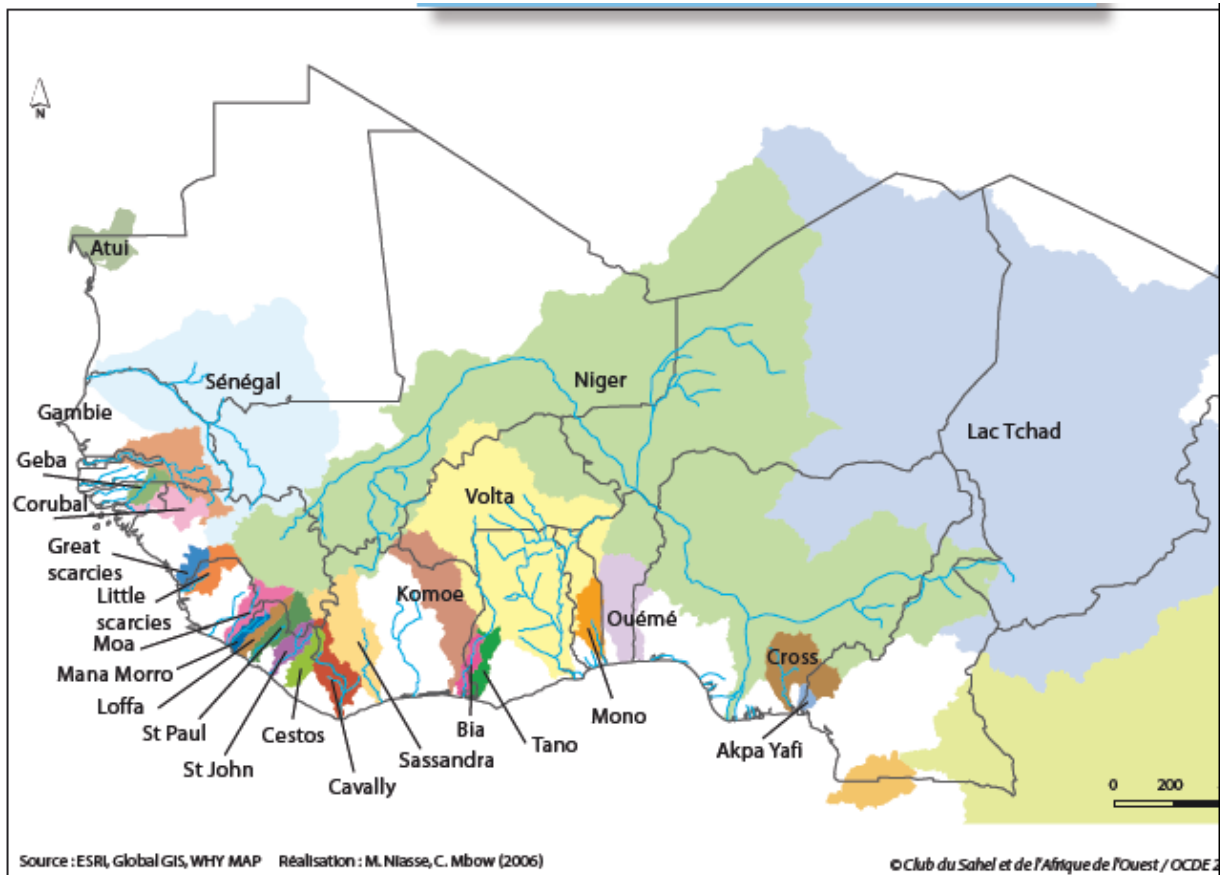 N
Atui
Sénégal
Niger
Gambie
Lac Tchad
Geba
Volta
Corubal
Great
scarcies
Komoe
Little
scarcies
Ouémé
Moa
Cross
Mana Morro
Loffa
Mono
St Paul
Cestos
Bia
Tano
Akpa Yafi
St John
Sassandra
Cavally
0 200
Source : ESRI, Global GIS, WHY MAP Réalisation : M. Niasse, C. Mbow (2006)
© Club du Sahel et de l'Afrique de l'Ouest / OCDE 2